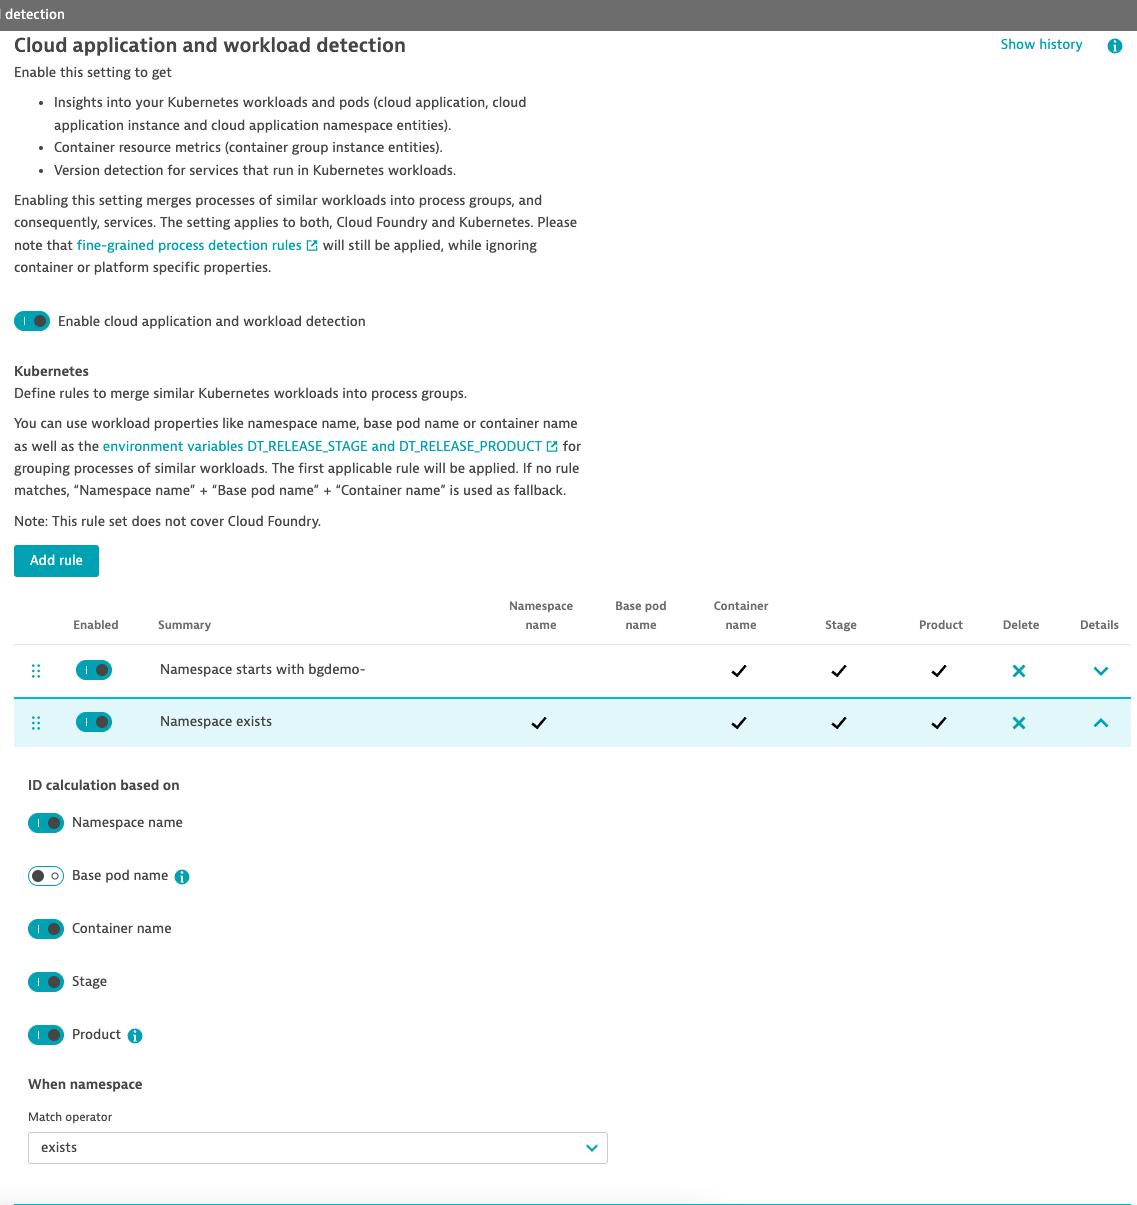 detection
Cloud application and workload detection
Show history
Enable this setting to get
• Insights into your Kubernetes workloads and pods (cloud application, cloud
application instance and cloud application namespace entities).
• Container resource metrics (container group instance entities).
• Version detection for services that run in Kubernetes workloads.
Enabling this setting merges processes of similar workloads into process groups, and
consequently, services. The setting applies to both, Cloud Foundry and Kubernetes. Please
note that fine-grained process detection rules will still be applied, while ignoring
container or platform specific properties.
Enable cloud application and workload detection
Kubernetes
Define rules to merge similar Kubernetes workloads into process groups.
You can use workload properties like namespace name, base pod name or container name
as well as the environment variables DT_RELEASE_STAGE and DT_RELEASE_PRODUCT for
grouping processes of similar workloads. The first applicable rule will be applied. If no rule
matches, “Namespace name” + “Base pod name” + “Container name” is used as fallback.
Note: This rule set does not cover Cloud Foundry.
Add rule
Enabled Summary Namespace name Base pod name Container name Stage Product Delete Details
Namespace starts with bgdemo-
Namespace exists
ID calculation based on
Namespace name
Base pod name
Container name
Stage
Product
When namespace
Match operator
exists